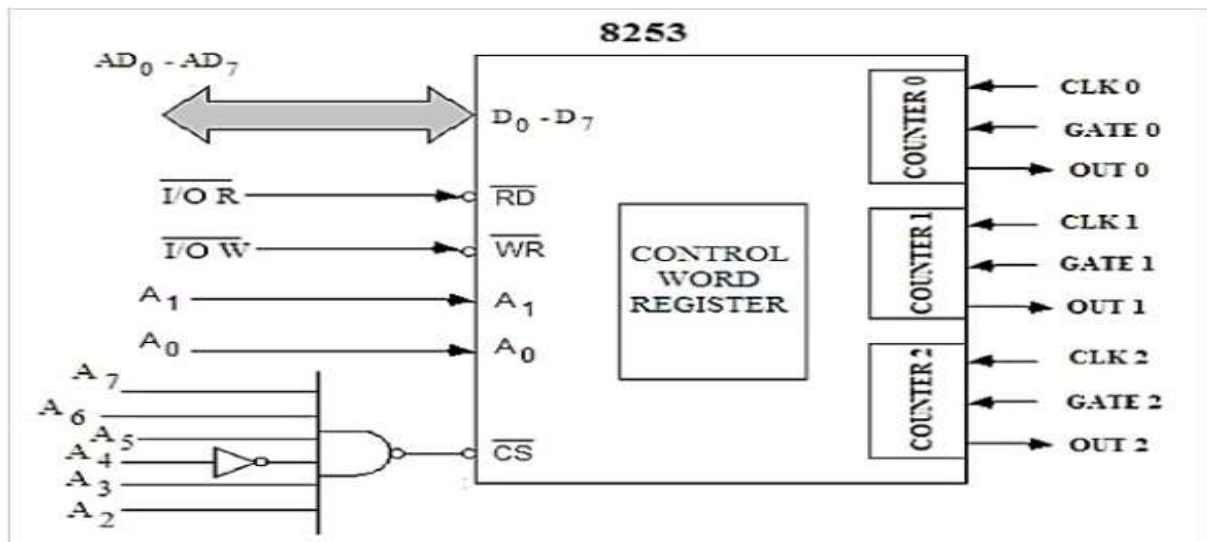 8253
AD0 - AD7
D0 - D7
I/O R
RD
I/O W
WR
A1
A1
A0
A0
A7
A6
A5
A4
A3
A2
CS
CONTROL
WORD
REGISTER
COUNTER 0
CLK 0
GATE 0
OUT 0
COUNTER 1
CLK 1
GATE 1
OUT 1
COUNTER 2
CLK 2
GATE 2
OUT 2